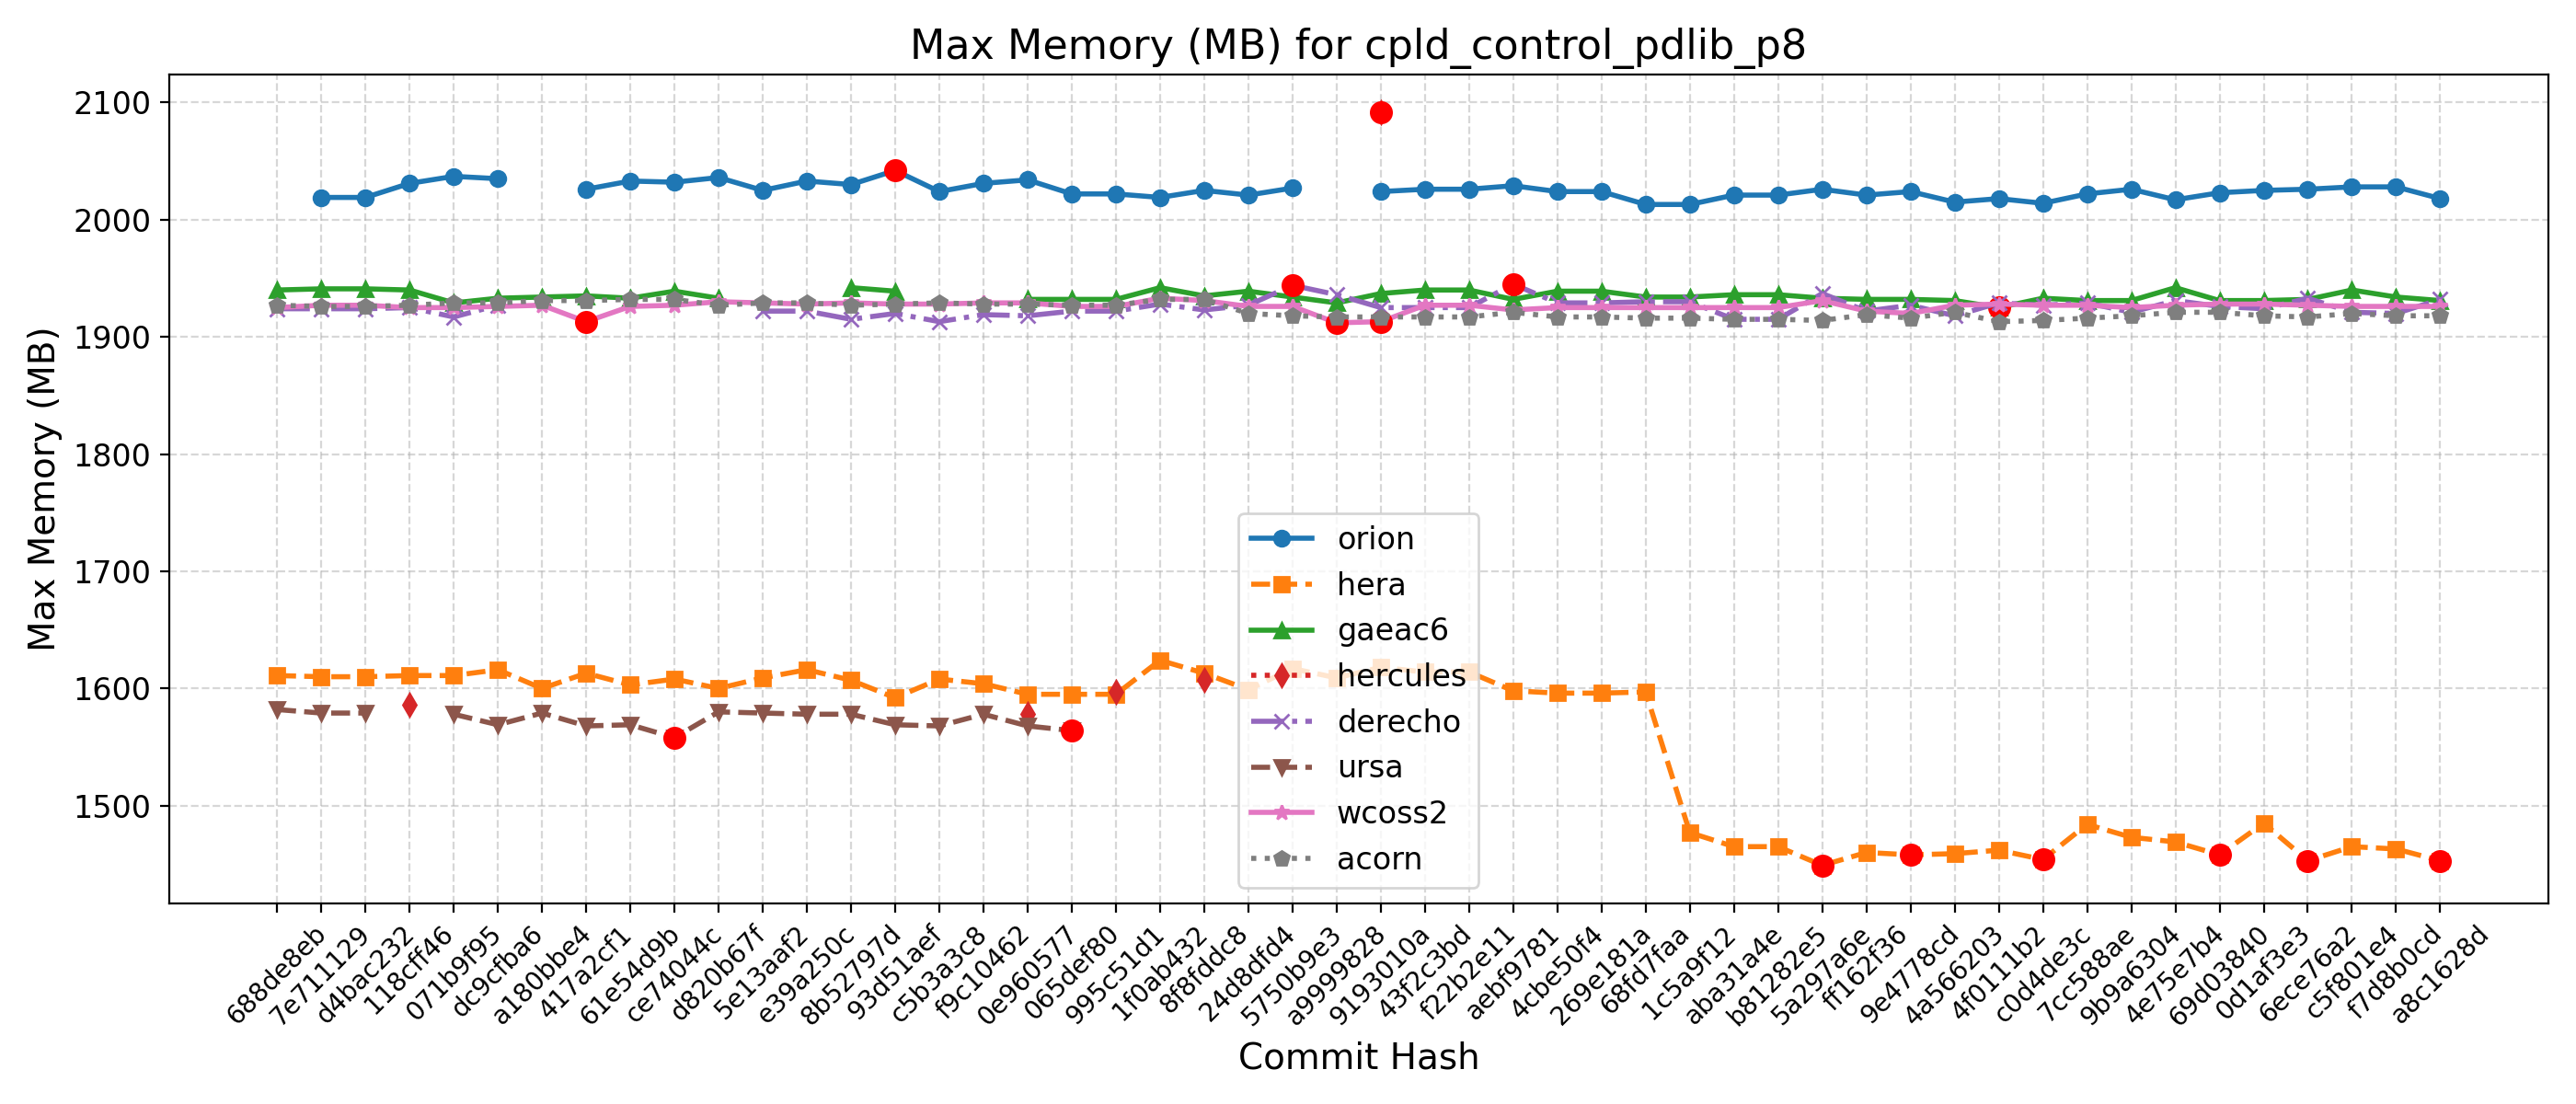 Max Memory (MB) for cpld_control_pdlib_p8
Max Memory (MB)
2100
2000
1900
1800
1700
1600
1500
orion
hera
gaeac6
hercules
derecho
ursa
wcoss2
acorn
688de8eb
7e711129
d4bac232
118cff46
071b9f95
dc9cfba6
a180bbe4
417a2cf1
61e54d9b
ce74044c
d820b67f
5e13aaf2
e39a250c
8b52797d
93d51aef
c5b3a3c8
f9c10462
0e960577
065def80
995c51d1
1f0ab432
8f8fddc8
24d8dfd4
5750b9e3
a9999828
919301 0a
43f2c3bd
f22b2e11
aebf9781
4cbe50f4
269e181a
68fd7faa
1c5a9f12
aba31a4e
b81282e5
5a297a6e
ff162f36
9e4778cd
4a566203
4f0111b2
c0d4de3c
7cc588ae
9b9a6304
4e75e7b4
69d03840
0d1af3e3
6ece76a2
c5f801e4
f7d8b0cd
a8c1628d
Commit Hash